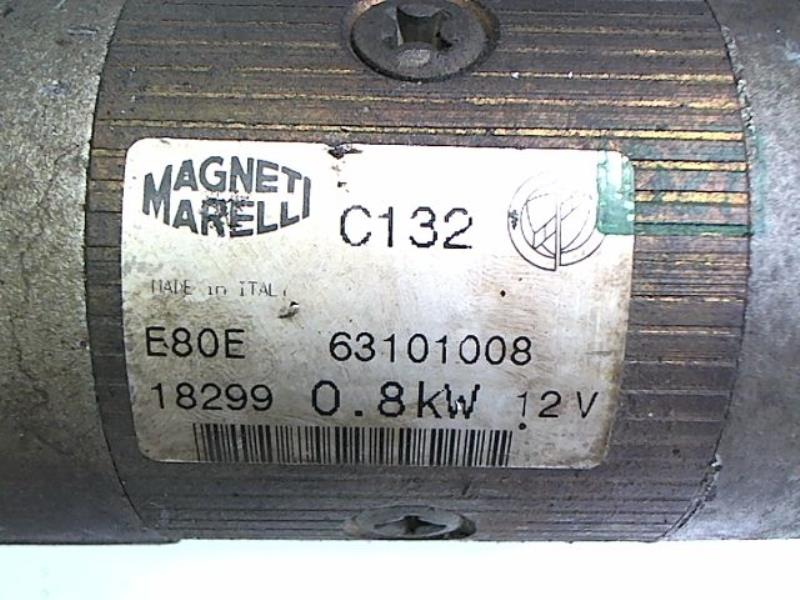 MAGNETI
MARELLI
C132
MADE in ITALY
E80E 63101008
18299 0.8kW 12V